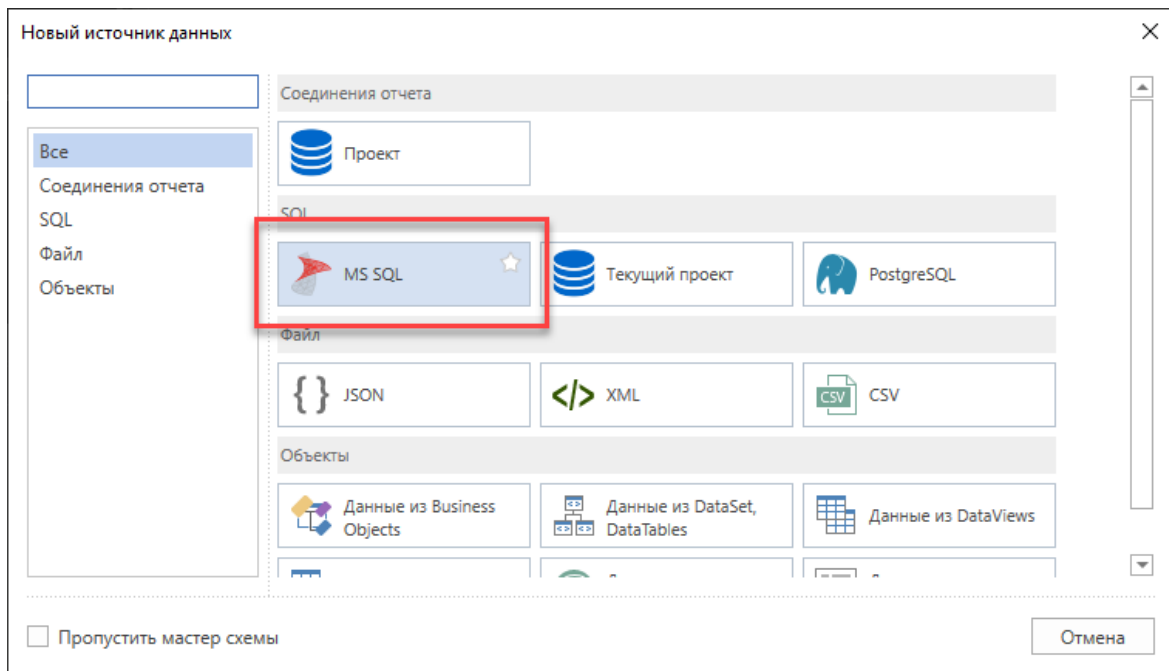 Новый источник данных
Соединения отчета
Все
Соединения отчета
SQL
Файл
Объекты
Проект
SQL
MS SQL
Текущий проект
PostgreSQL
Файл
{ } JSON
</> XML
CSV CSV
Объекты
Данные из Business
Objects
Данные из DataSet,
DataTables
Данные из DataViews
Пропустить мастер схемы
Отмена